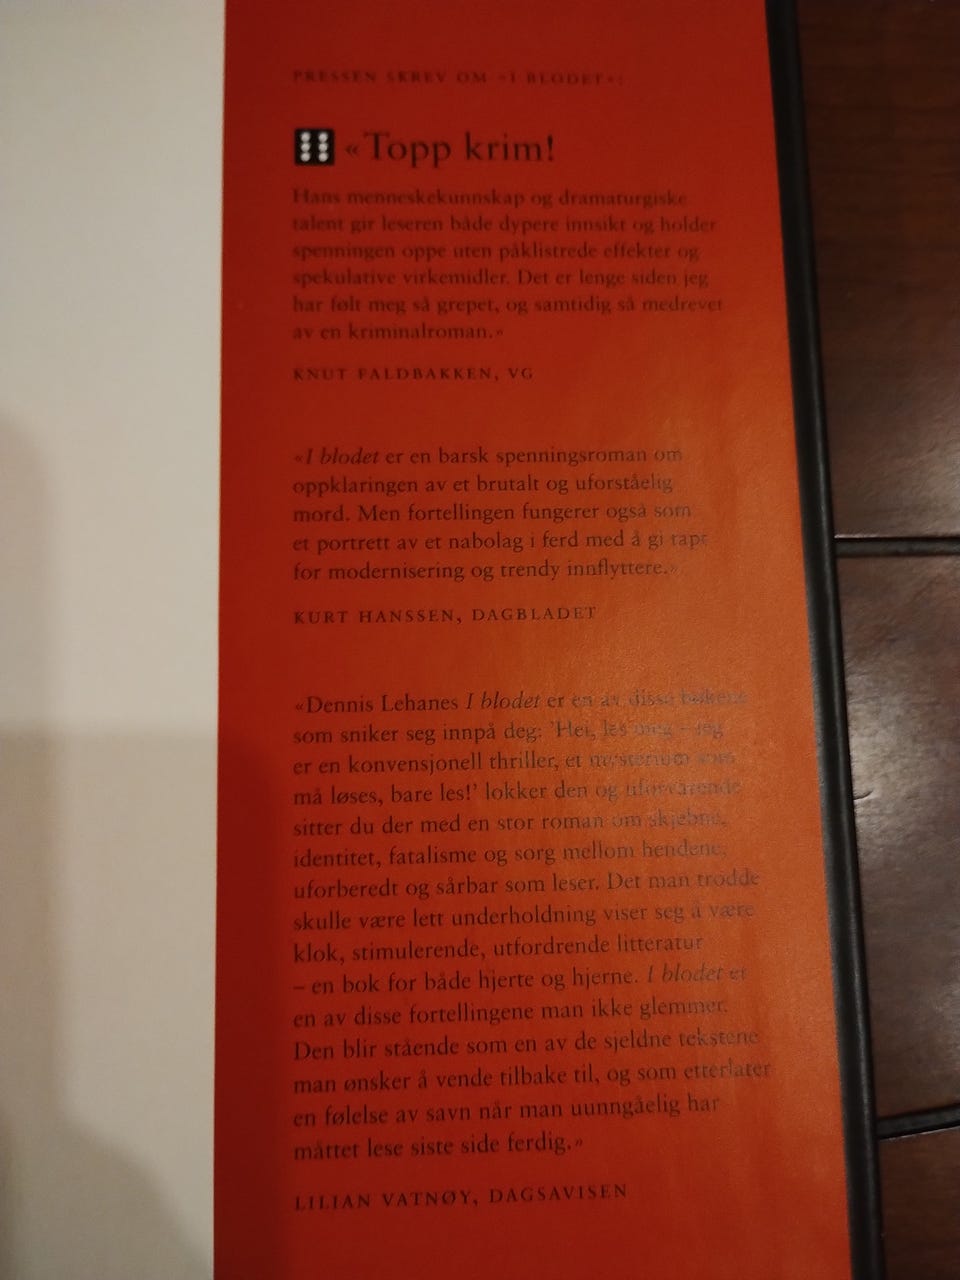 PRESSEN SKREV OM «I BLODET»:
«Topp krim!
Hans menneskekunnskap og dramaturgiske
talent gir leseren både dypere innsikt og holder
spenningen oppe uten påklistrede effekter og
spekulative virkemidler. Det er lenge siden jeg
har følt meg så grepet, og samtidig så medrevet
av en kriminalroman.»
KNUT FALDBAKKEN, VG
«I blodet er en barsk spenningsroman om
oppklaringen av et brutalt og uforståelig
mord. Men fortellingen fungerer også som
et portrett av et nabolag i ferd med å gi tapt
for modernisering og trendy innflyttere.»
KURT HANSSEN, DAGBLADET
«Dennis Lehanes I blodet er en av disse bøkene
som sniker seg innpå deg: 'Hei, les meg – jeg
er en konvensjonell thriller, et mysterium som
må løses, bare les!' lokker den og uforvarende
sitter du der med en stor roman om skjebne,
identitet, fatalisme og sorg mellom hendene,
uforberedt og sårbar som leser. Det man trodde
skulle være lett underholdning viser seg å være
klok, stimulerende, utfordrende litteratur
– en bok for både hjerte og hjerne. I blodet er
en av disse fortellingene man ikke glemmer.
Den blir stående som en av de sjeldne tekstene
man ønsker å vende tilbake til, og som etterlater
en følelse av savn når man uunngåelig har
måttet lese siste side ferdig.»
LILIAN VATNØY, DAGSAVISEN